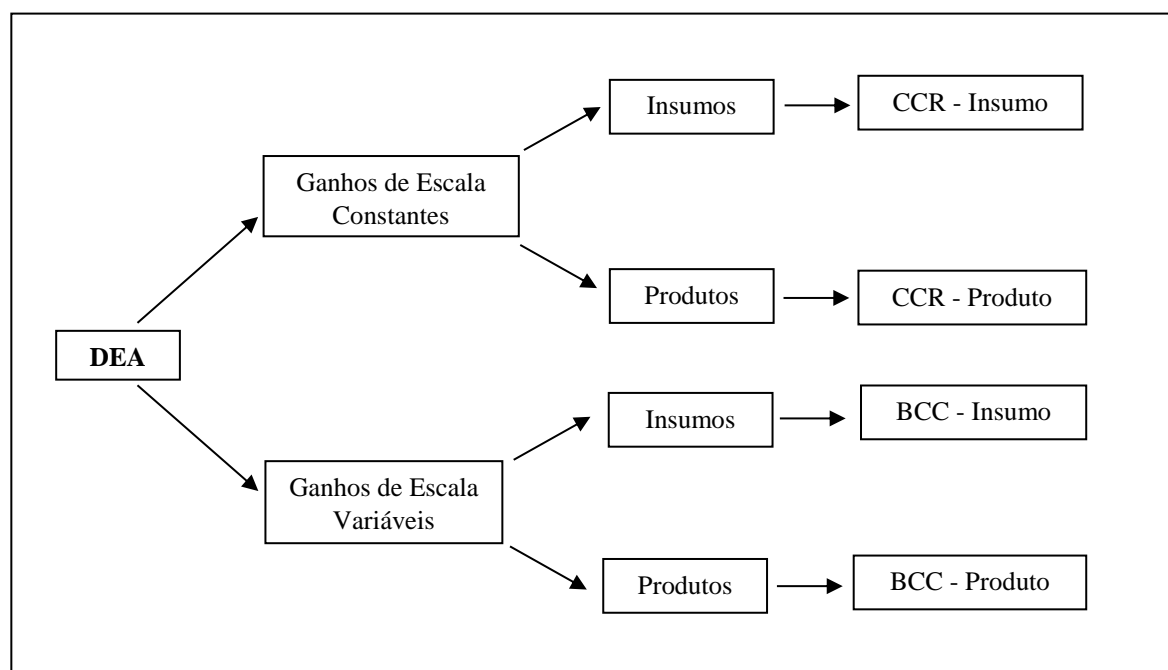 Insumos
CCR - Insumo
Ganhos de Escala
Constantes
Produtos
CCR - Produto
DEA
Insumos
BCC - Insumo
Ganhos de Escala
Variáveis
Produtos
BCC - Produto